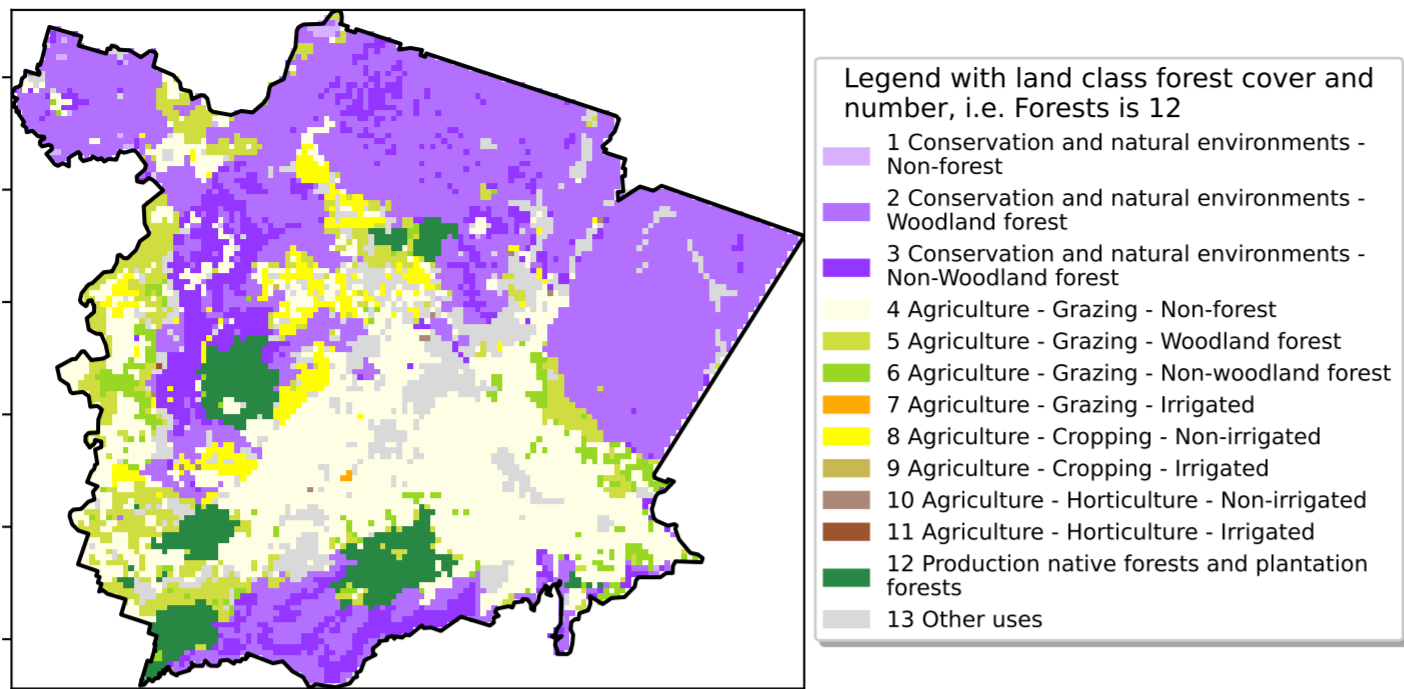 Legend with land class forest cover and
number, i.e. Forests is 12
1 Conservation and natural environments -
Non-forest
2 Conservation and natural environments -
Woodland forest
3 Conservation and natural environments -
Non-Woodland forest
4 Agriculture - Grazing - Non-forest
5 Agriculture - Grazing - Woodland forest
6 Agriculture - Grazing - Non-woodland forest
7 Agriculture - Grazing - Irrigated
8 Agriculture - Cropping - Non-irrigated
9 Agriculture - Cropping - Irrigated
10 Agriculture - Horticulture - Non-irrigated
11 Agriculture - Horticulture - Irrigated
12 Production native forests and plantation
forests
13 Other uses